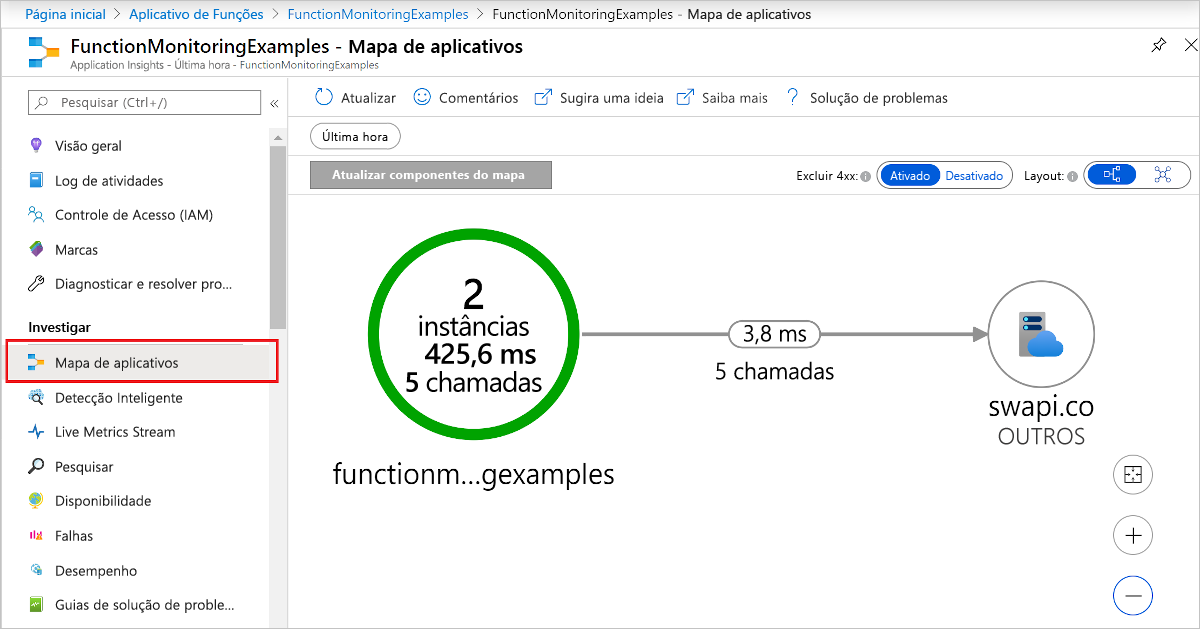 Página inicial > Aplicativo de Funções > FunctionMonitoringExamples > FunctionMonitoringExamples - Mapa de aplicativos
FunctionMonitoringExamples - Mapa de aplicativos
Application Insights - Última hora - FunctionMonitoringExamples
Pesquisar (Ctrl+/)
«
Visão geral
Log de atividades
Controle de Acesso (IAM)
Marcas
Diagnosticar e resolver pro...
Investigar
Mapa de aplicativos
Detecção Inteligente
Live Metrics Stream
Pesquisar
Disponibilidade
Falhas
Desempenho
Guias de solução de proble...
Atualizar Comentários Sugira uma ideia Saiba mais ? Solução de problemas
Última hora
Atualizar componentes do mapa
Excluir 4xx: Ativado Desativado Layout:
2
instâncias
425,6 ms
5 chamadas
functionm...gexamples
3,8 ms
5 chamadas
swapi.co
OUTROS